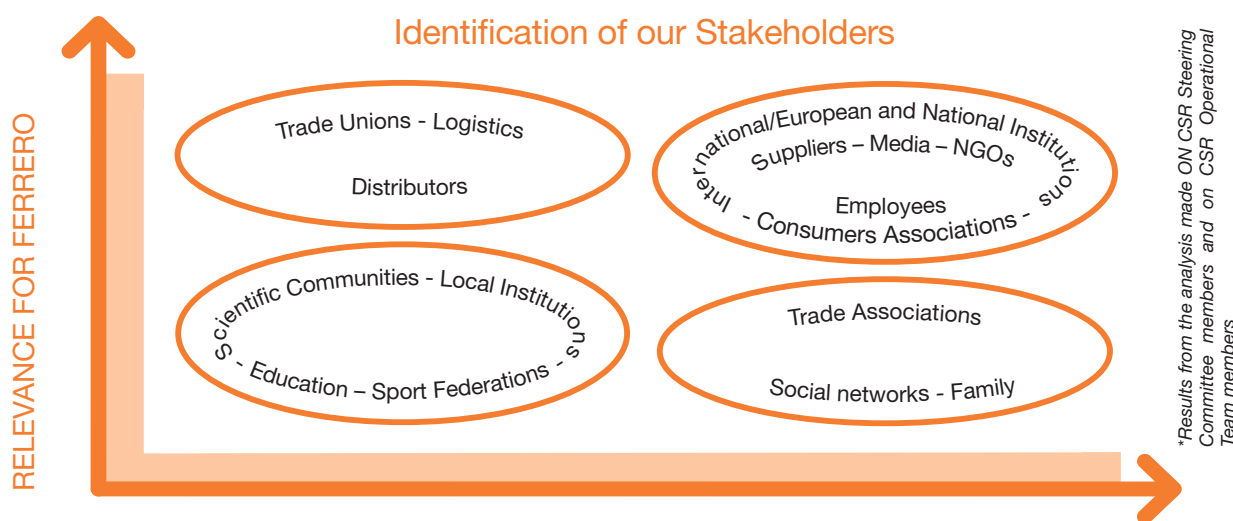 Identification of our Stakeholders
RELEVANCE FOR FERRERO
Trade Unions - Logistics
Distributors
International/European and National Institutions
Suppliers – Media – NGOs
Employees
- Consumers Associations -
Scientific Communities - Local Institutions
- Education – Sport Federations -
Trade Associations
Social networks - Family
*Results from the analysis made ON CSR Steering
Committee members and on CSR Operational
Team members